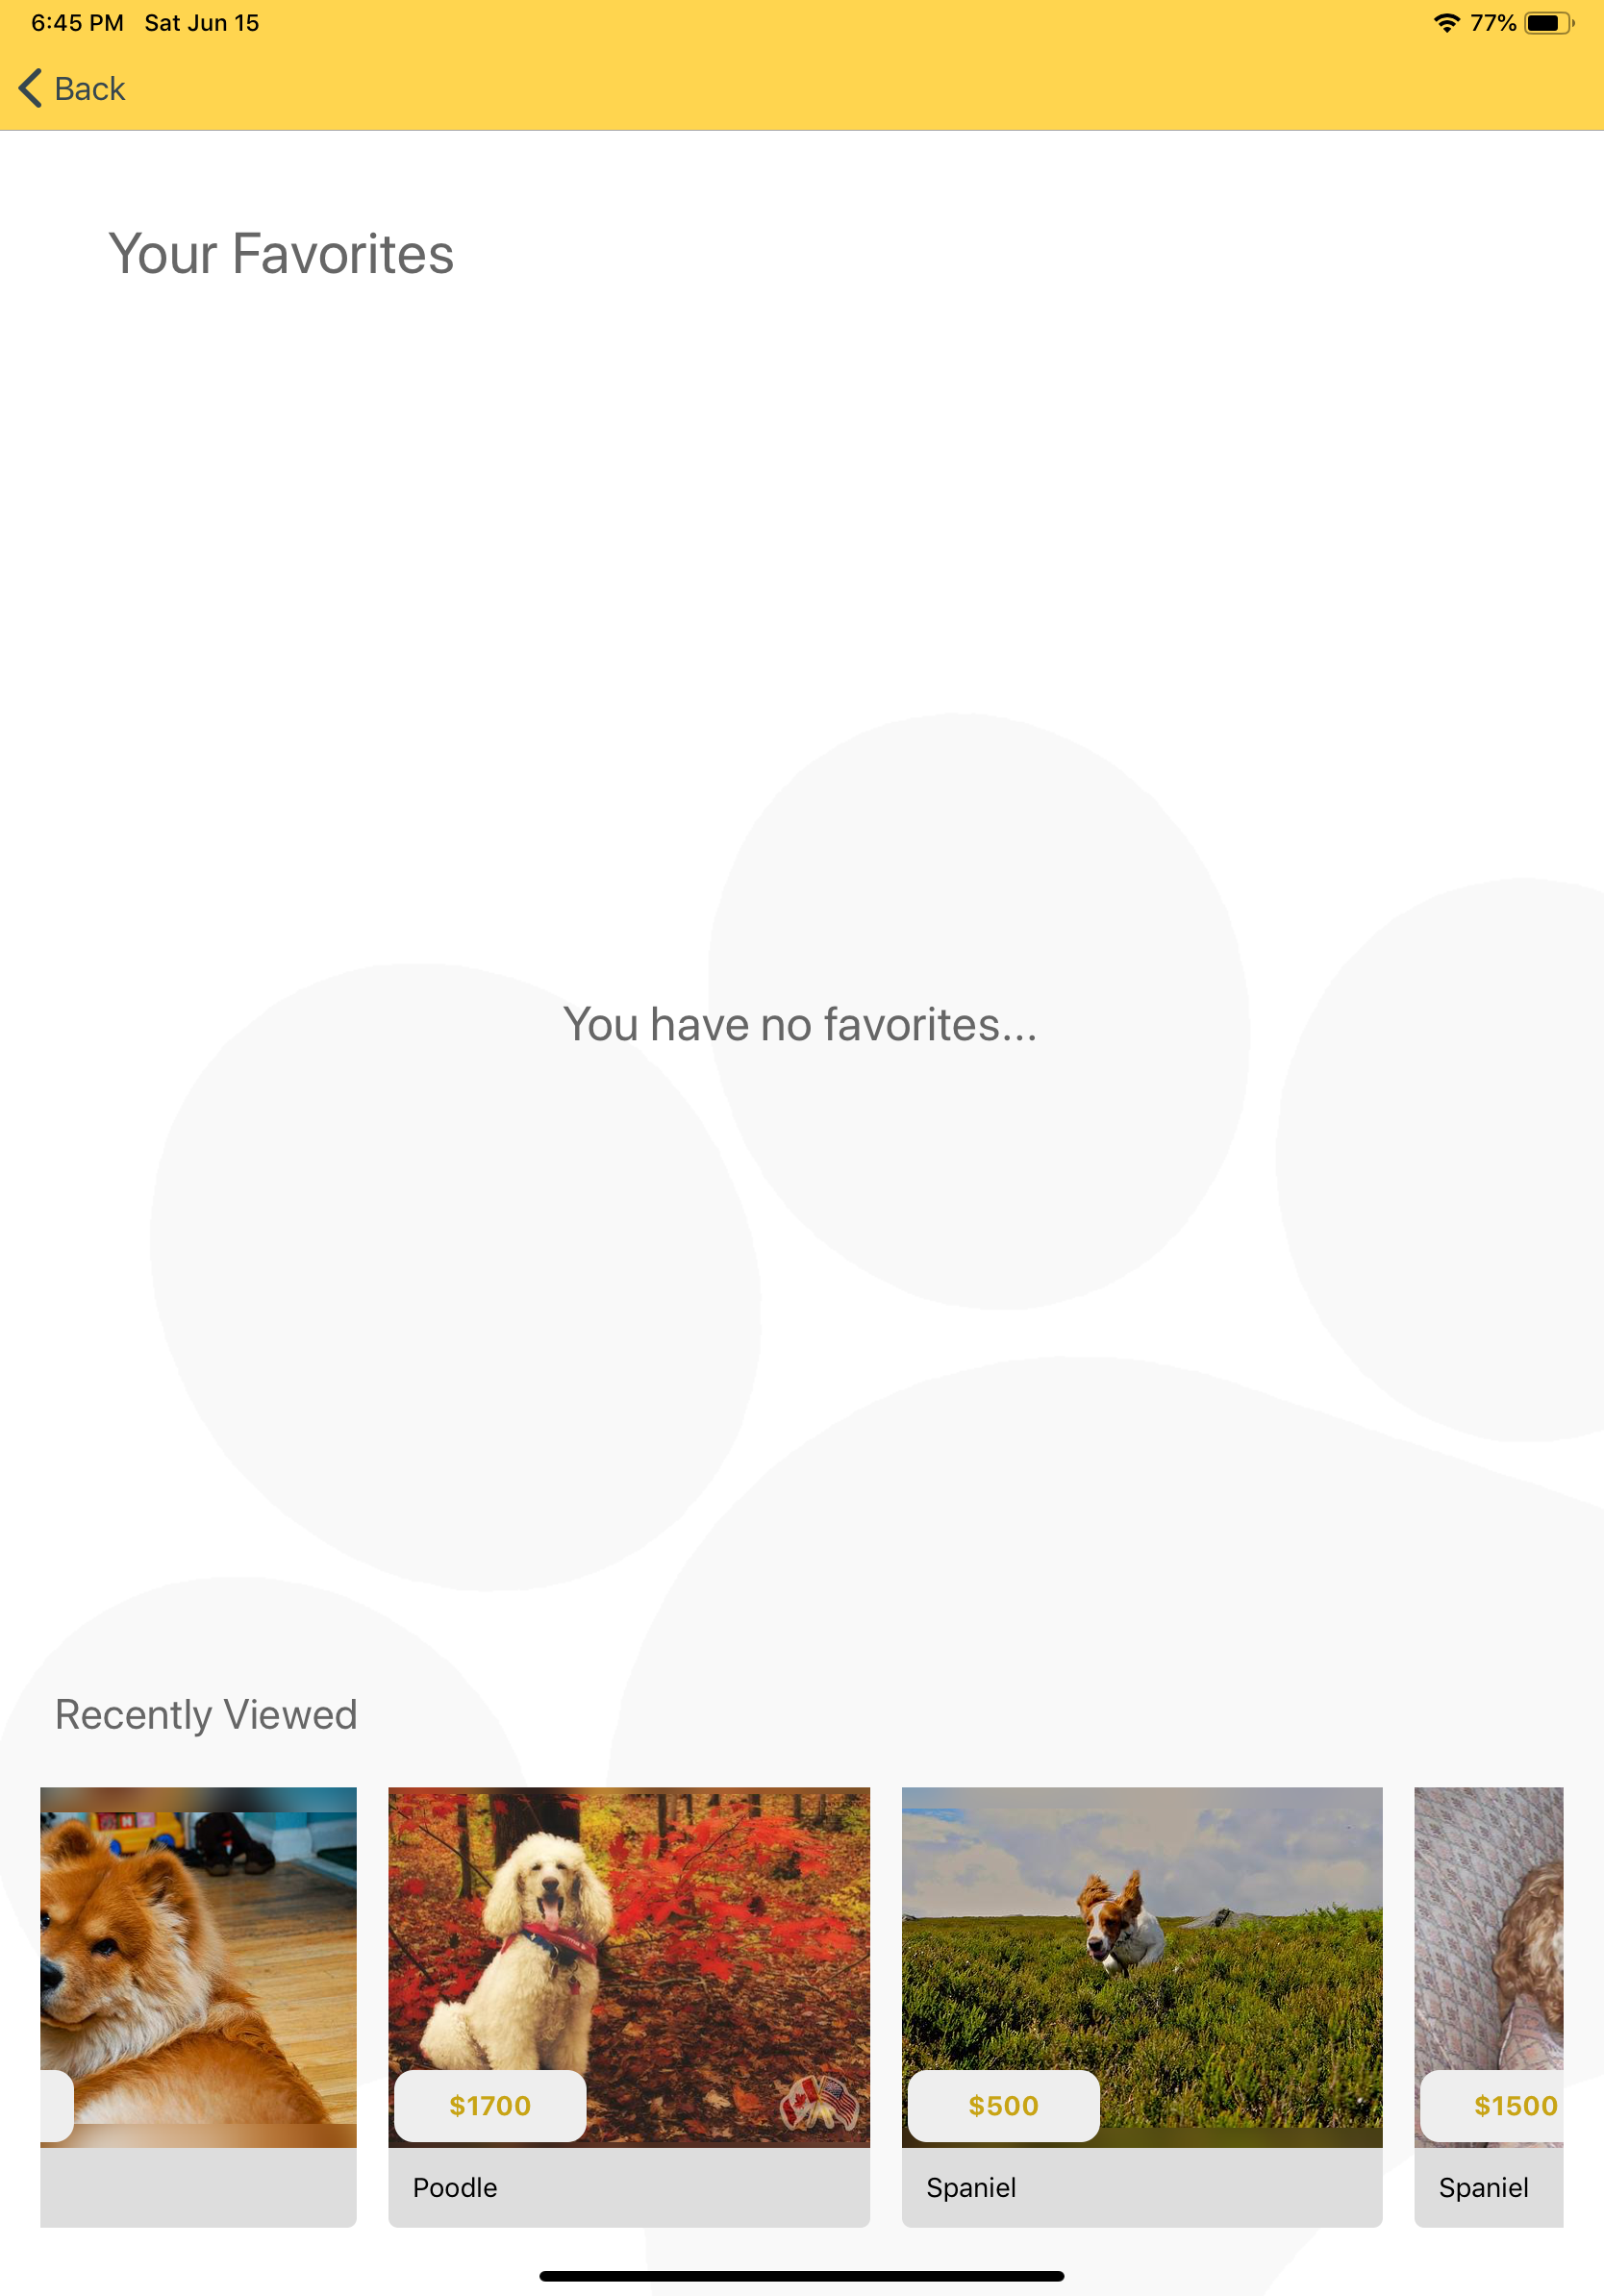 6:45 PM Sat Jun 15
77%
Back
Your Favorites
You have no favorites...
Recently Viewed
$1700
$500
$1500
Poodle
Spaniel
Spaniel